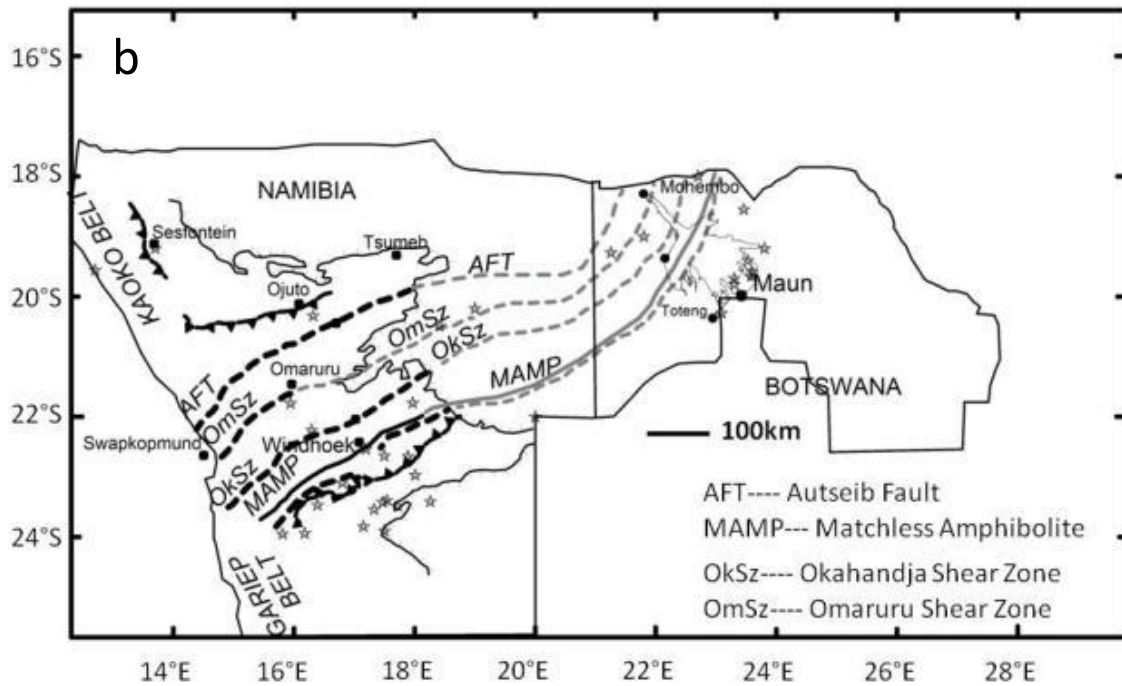 b
16°S
18°S
20°S
22°S
24°S
NAMIBIA
Mohembo
KAOKO BELT
Sesfontein
Tsumeb
AFT
Ojuto
Maun
Toteng
OmSz
OkSz
MAMP
Omaruru
BOTSWANA
AFT
OmSz
Swapkopmund
Windhoek
100km
OkSz
MAMP
AFT---- Autseib Fault
MAMP--- Matchless Amphibolite
OkSz---- Okahandja Shear Zone
OmSz---- Omaruru Shear Zone
GARIEP
BELT
14°E
16°E
18°E
20°E
22°E
24°E
26°E
28°E